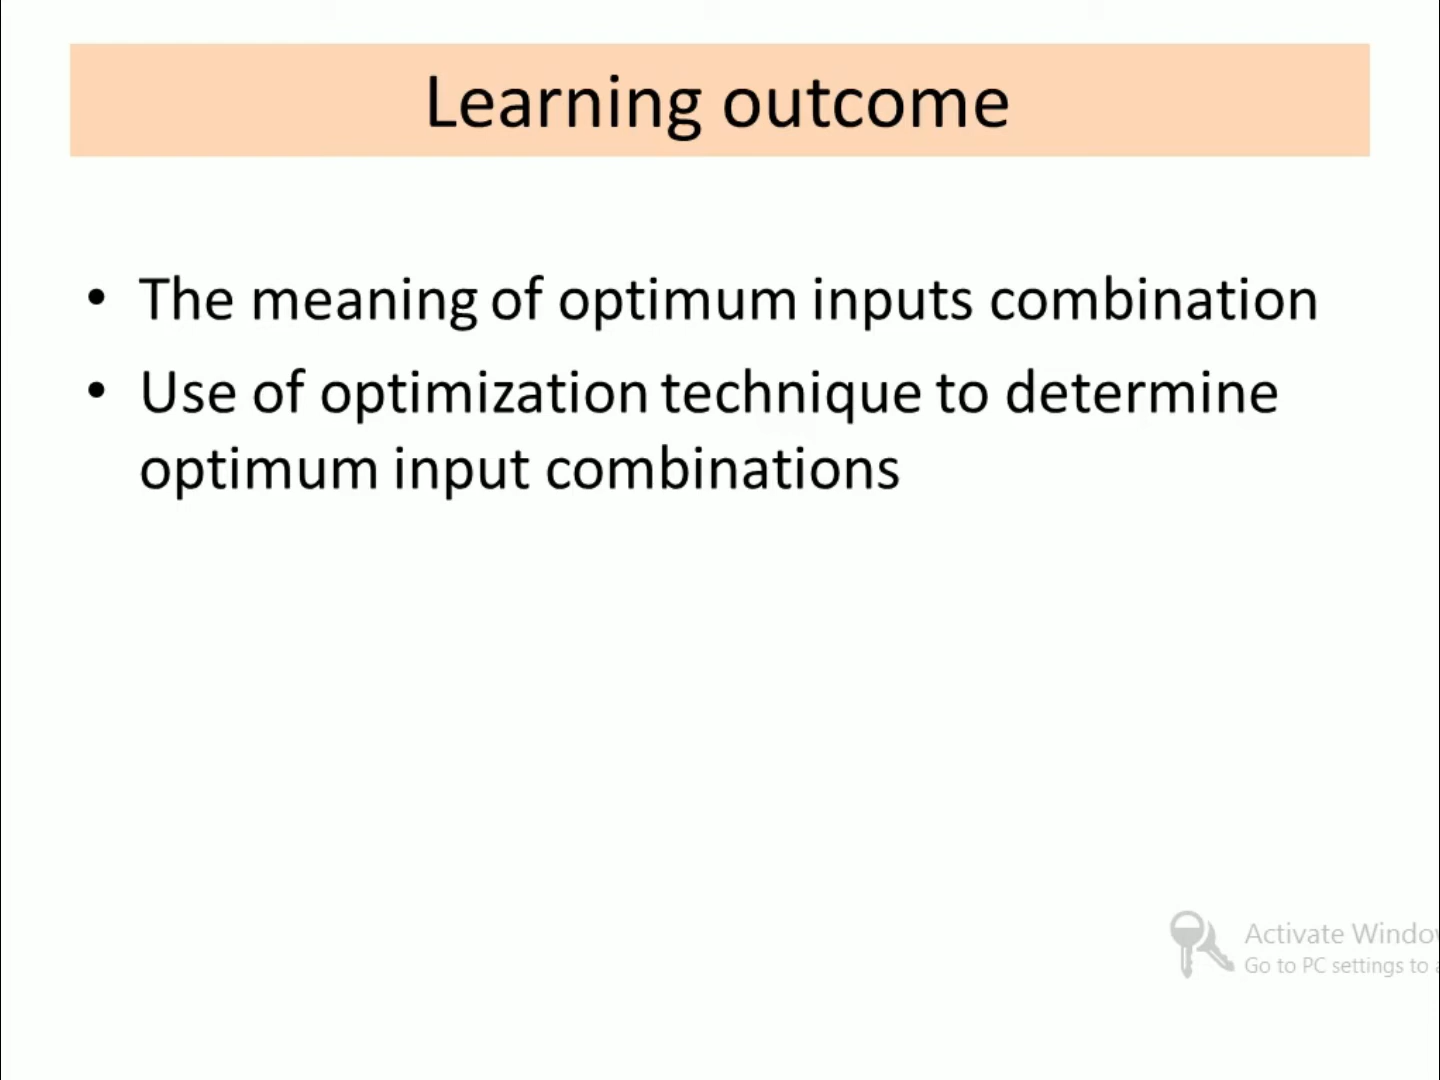 Learning outcome
• The meaning of optimum inputs combination
• Use of optimization technique to determine
optimum input combinations
Activate Windo
Go to PC settings to